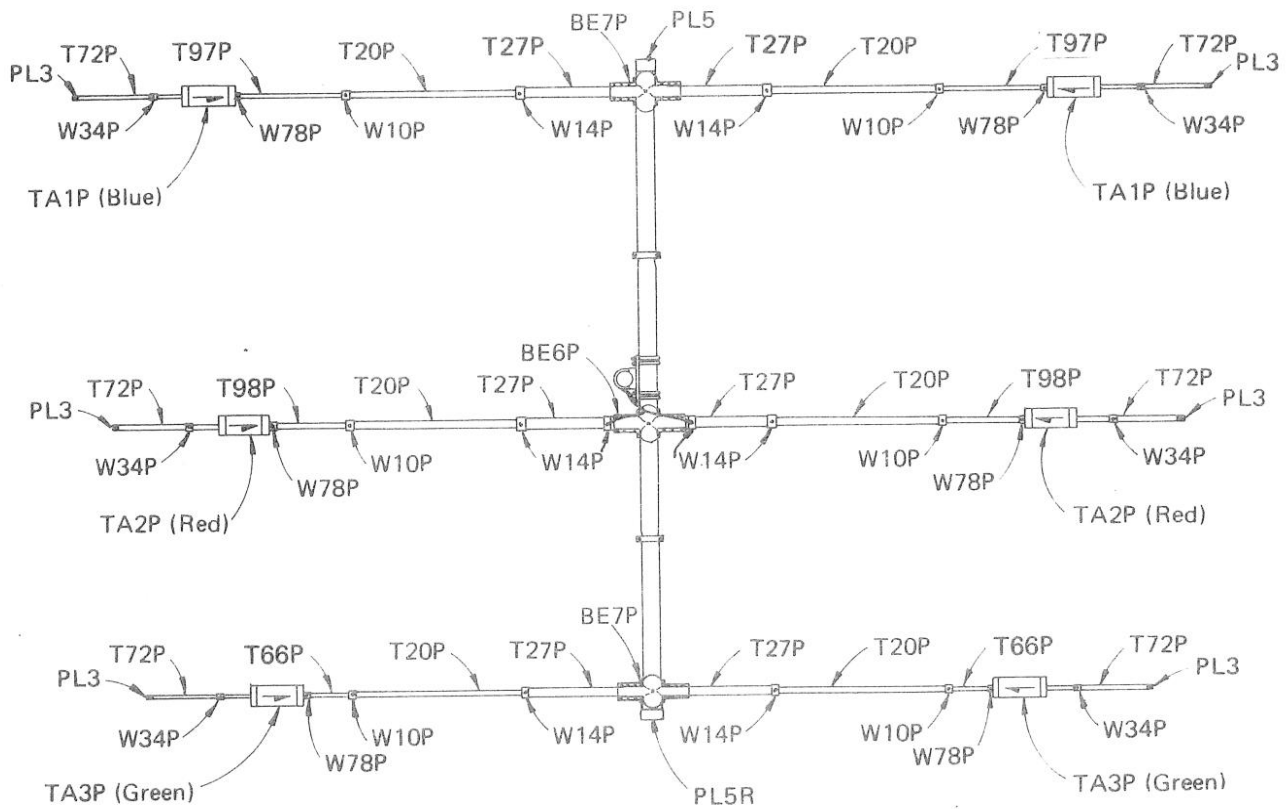 BE7P PL5
PL3 T72P T97P T20P T27P T27P T20P T97P T72P PL3
W34P W78P W10P W14P W14P W10P W78P W34P
TA1P (Blue) TA1P (Blue)
BE6P
PL3 T72P T98P T20P T27P T27P T20P T98P T72P PL3
W34P W78P W10P W14P W14P W10P W78P W34P
TA2P (Red) TA2P (Red)
BE7P
PL3 T72P T66P T20P T27P T27P T20P T66P T72P PL3
W34P W78P W10P W14P W14P W10P W78P W34P
TA3P (Green) PL5R TA3P (Green)